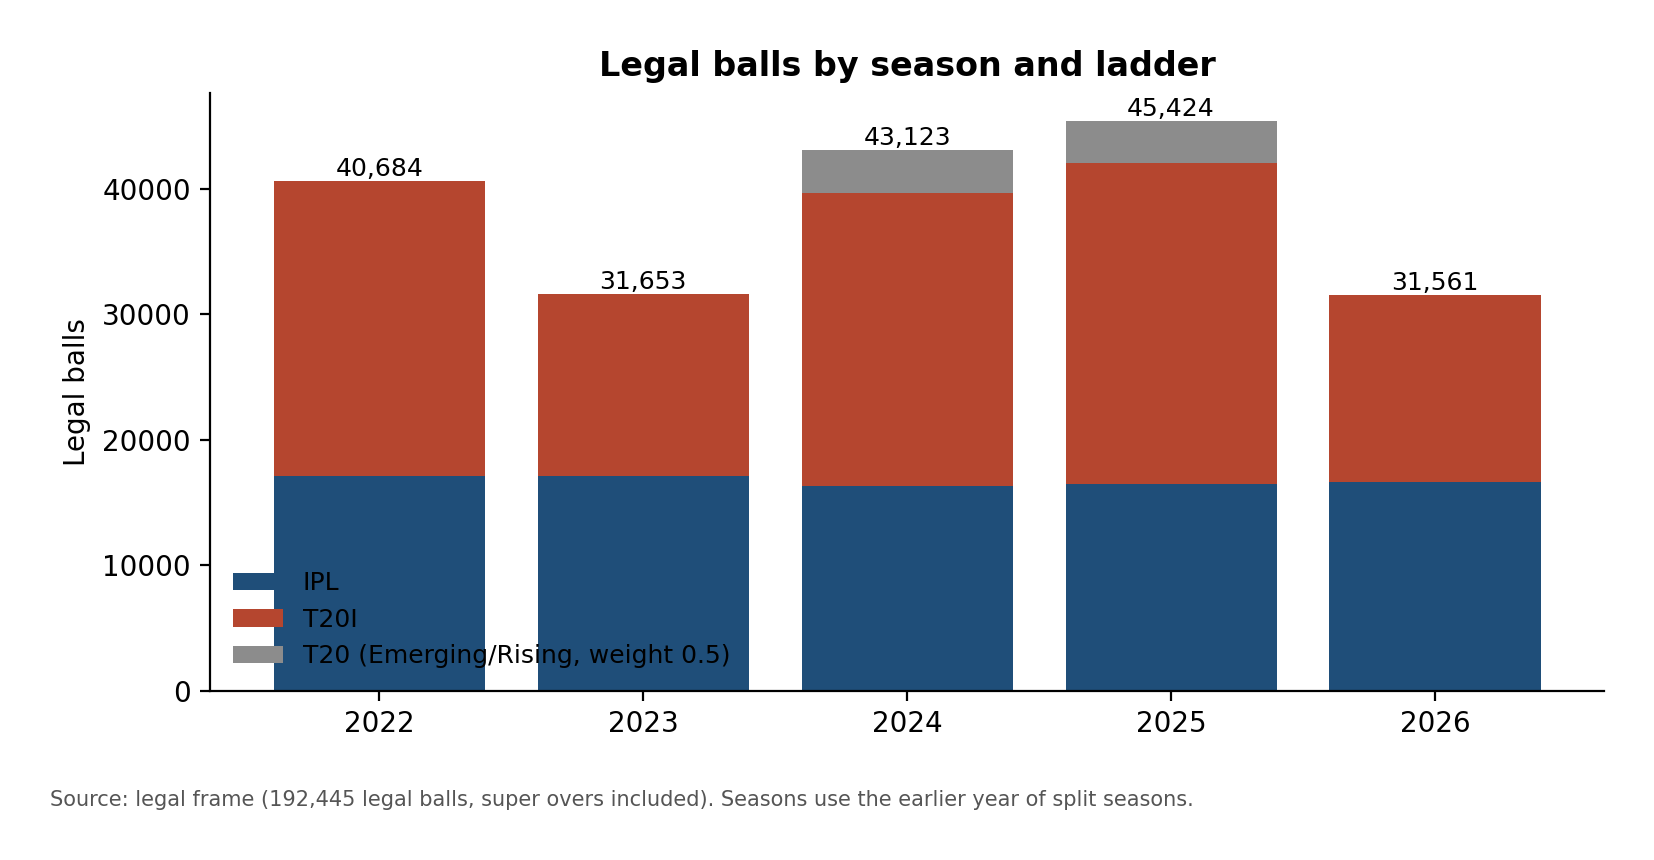 Legal balls by season and ladder
45,424
43,123
40,684
31,653
31,561
Legal balls
40000
30000
20000
10000
0
IPL
T20I
T20 (Emerging/Rising, weight 0.5)
2022 2023 2024 2025 2026
Source: legal frame (192,445 legal balls, super overs included). Seasons use the earlier year of split seasons.